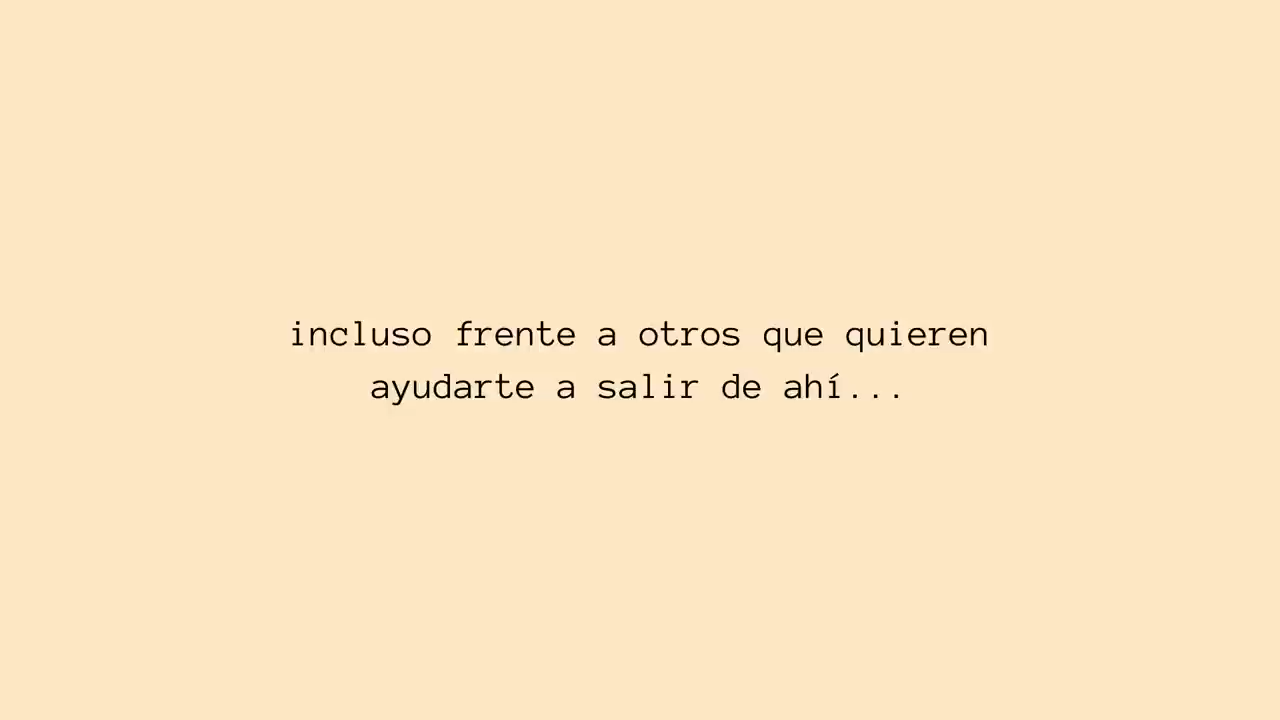 incluso frente a otros que quieren
ayudarte a salir de ahí...